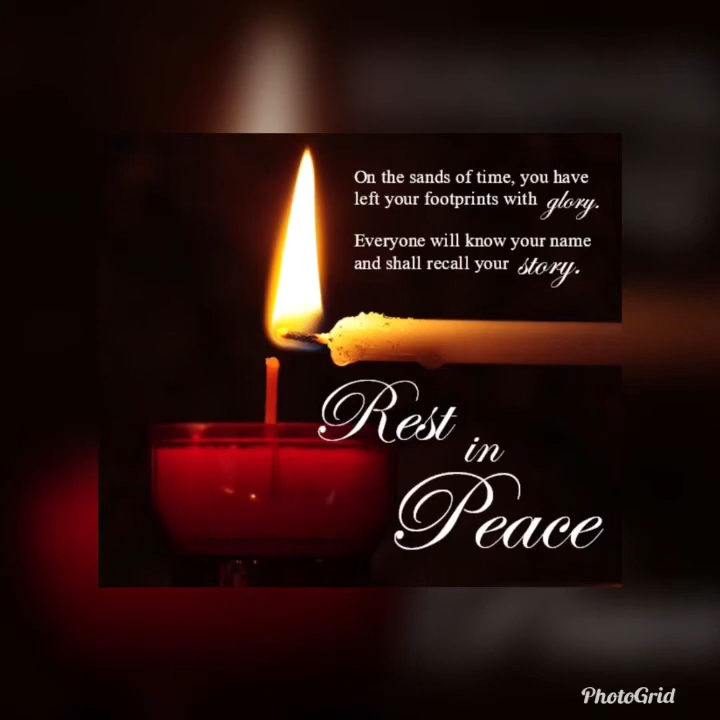 On the sands of time, you have
left your footprints with glory.
Everyone will know your name
and shall recall your story.
Rest
in
Peace
PhotoGrid